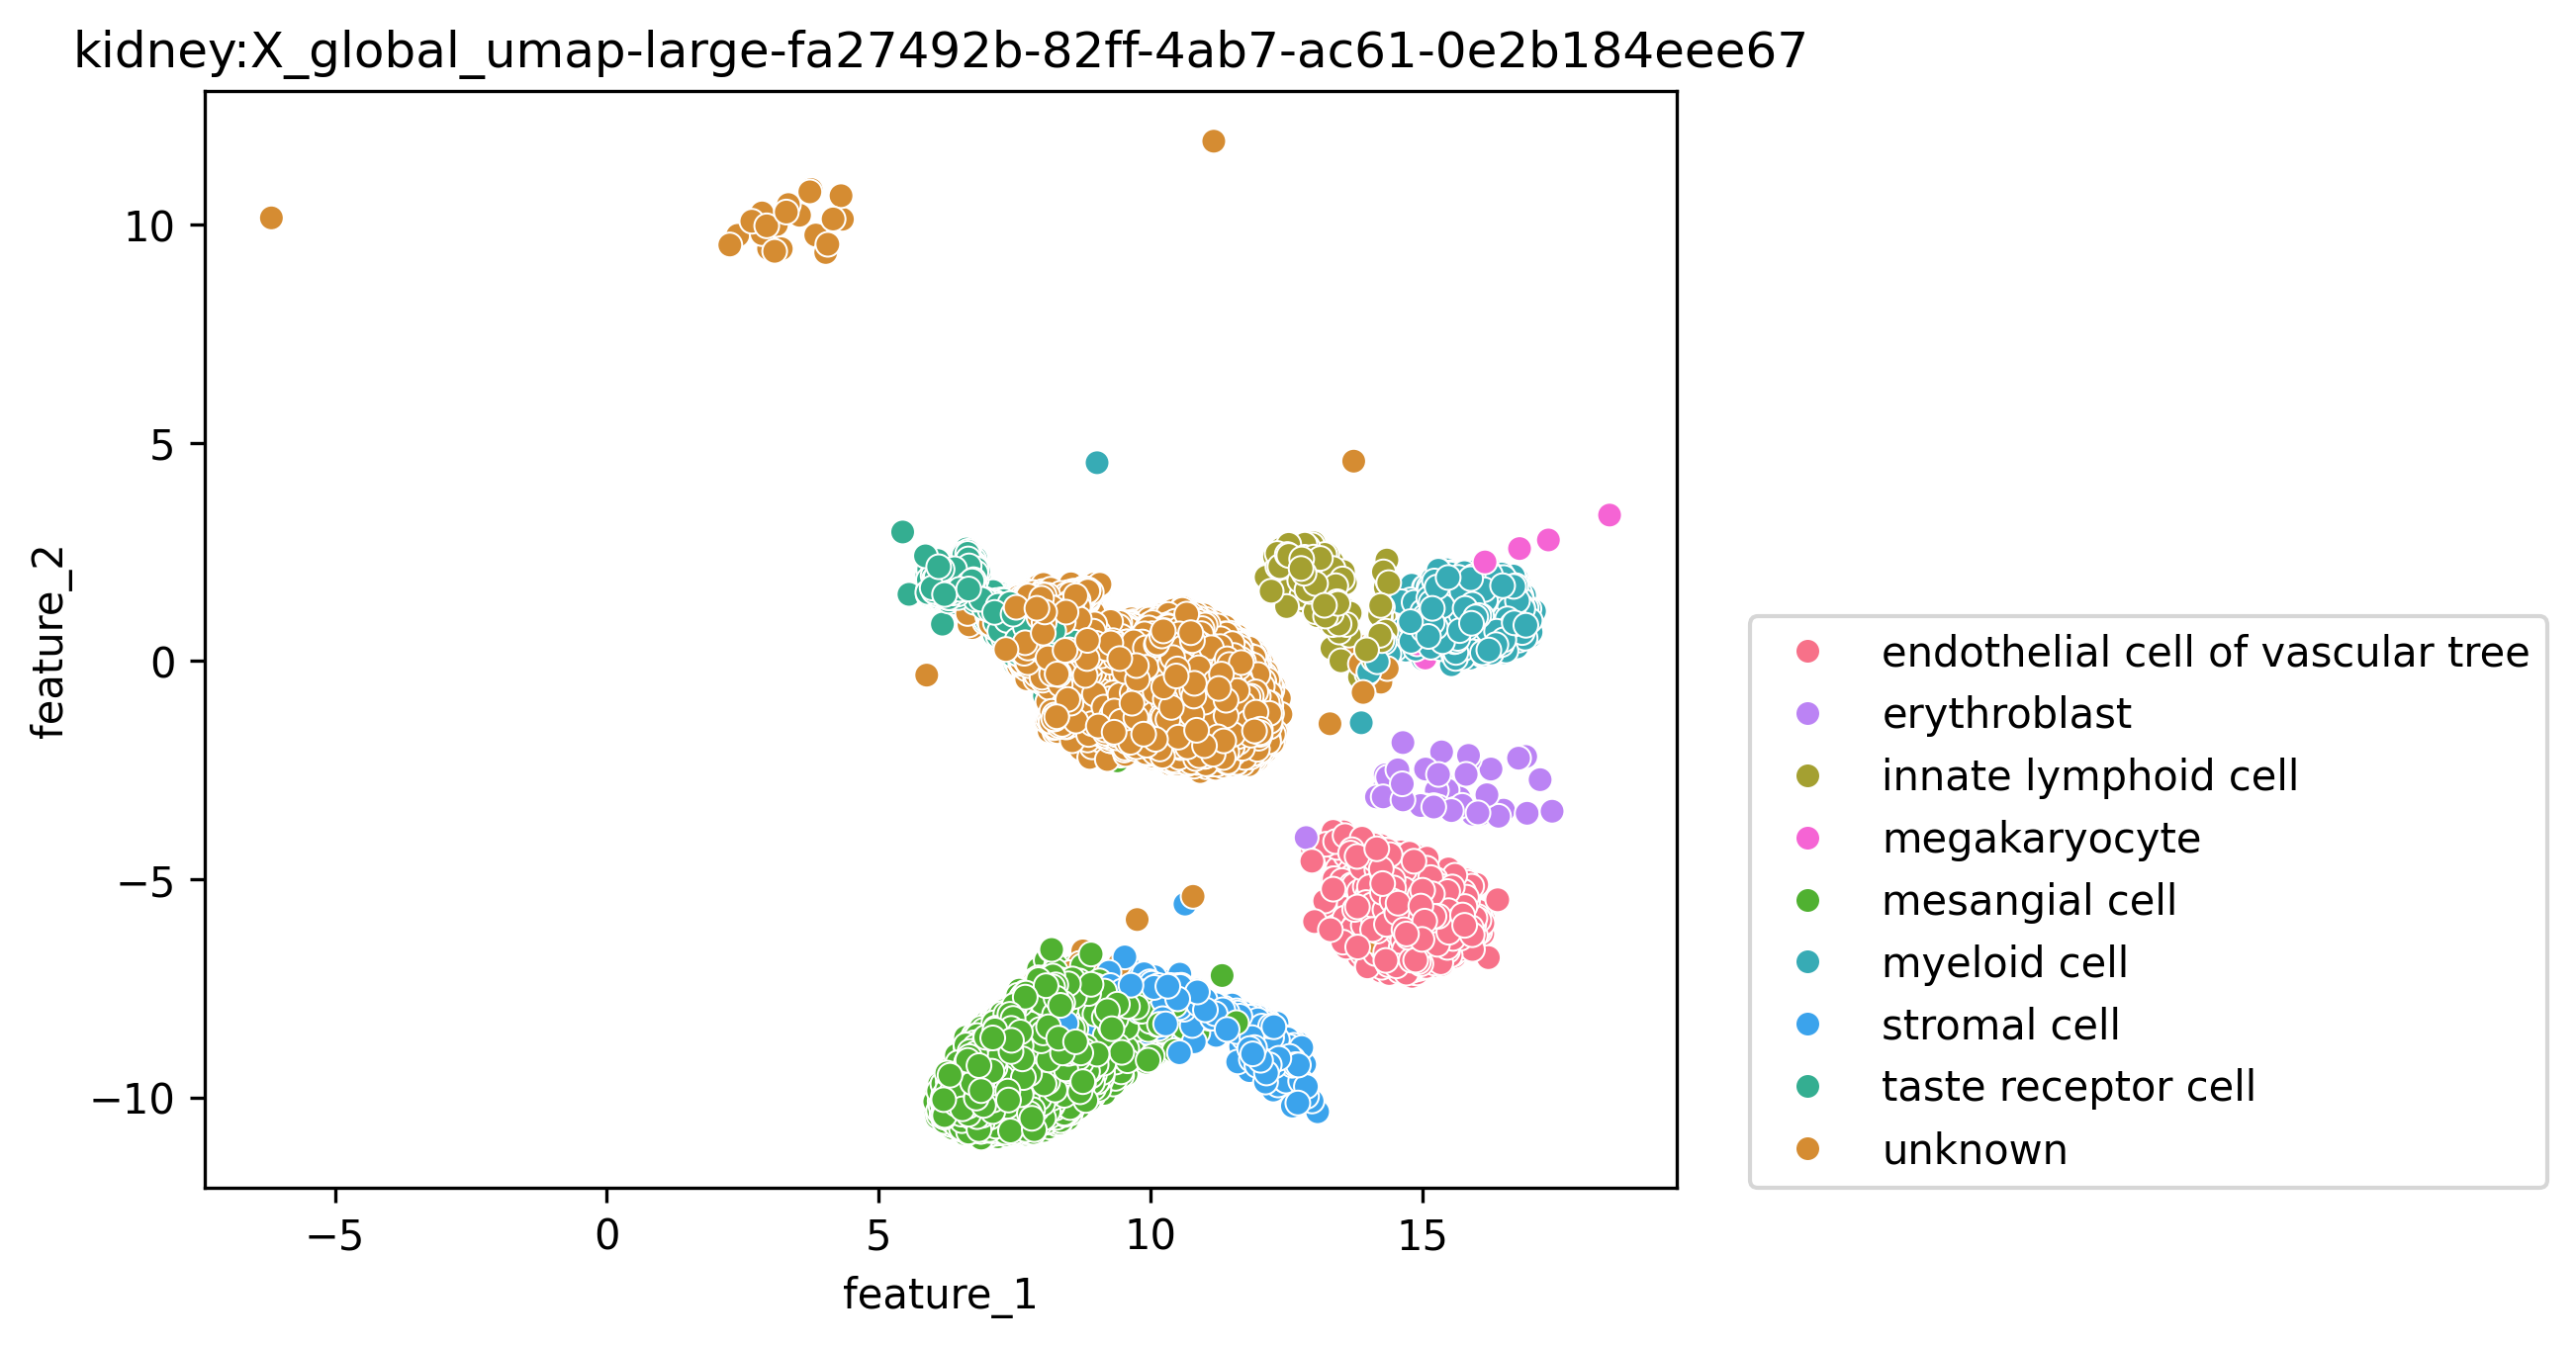 kidney:X_global_umap-large-fa27492b-82ff-4ab7-ac61-0e2b184eee67
10
5
0
−5
−10
feature_2
−5
0
5
10
15
feature_1
endothelial cell of vascular tree
erythroblast
innate lymphoid cell
megakaryocyte
mesangial cell
myeloid cell
stromal cell
taste receptor cell
unknown